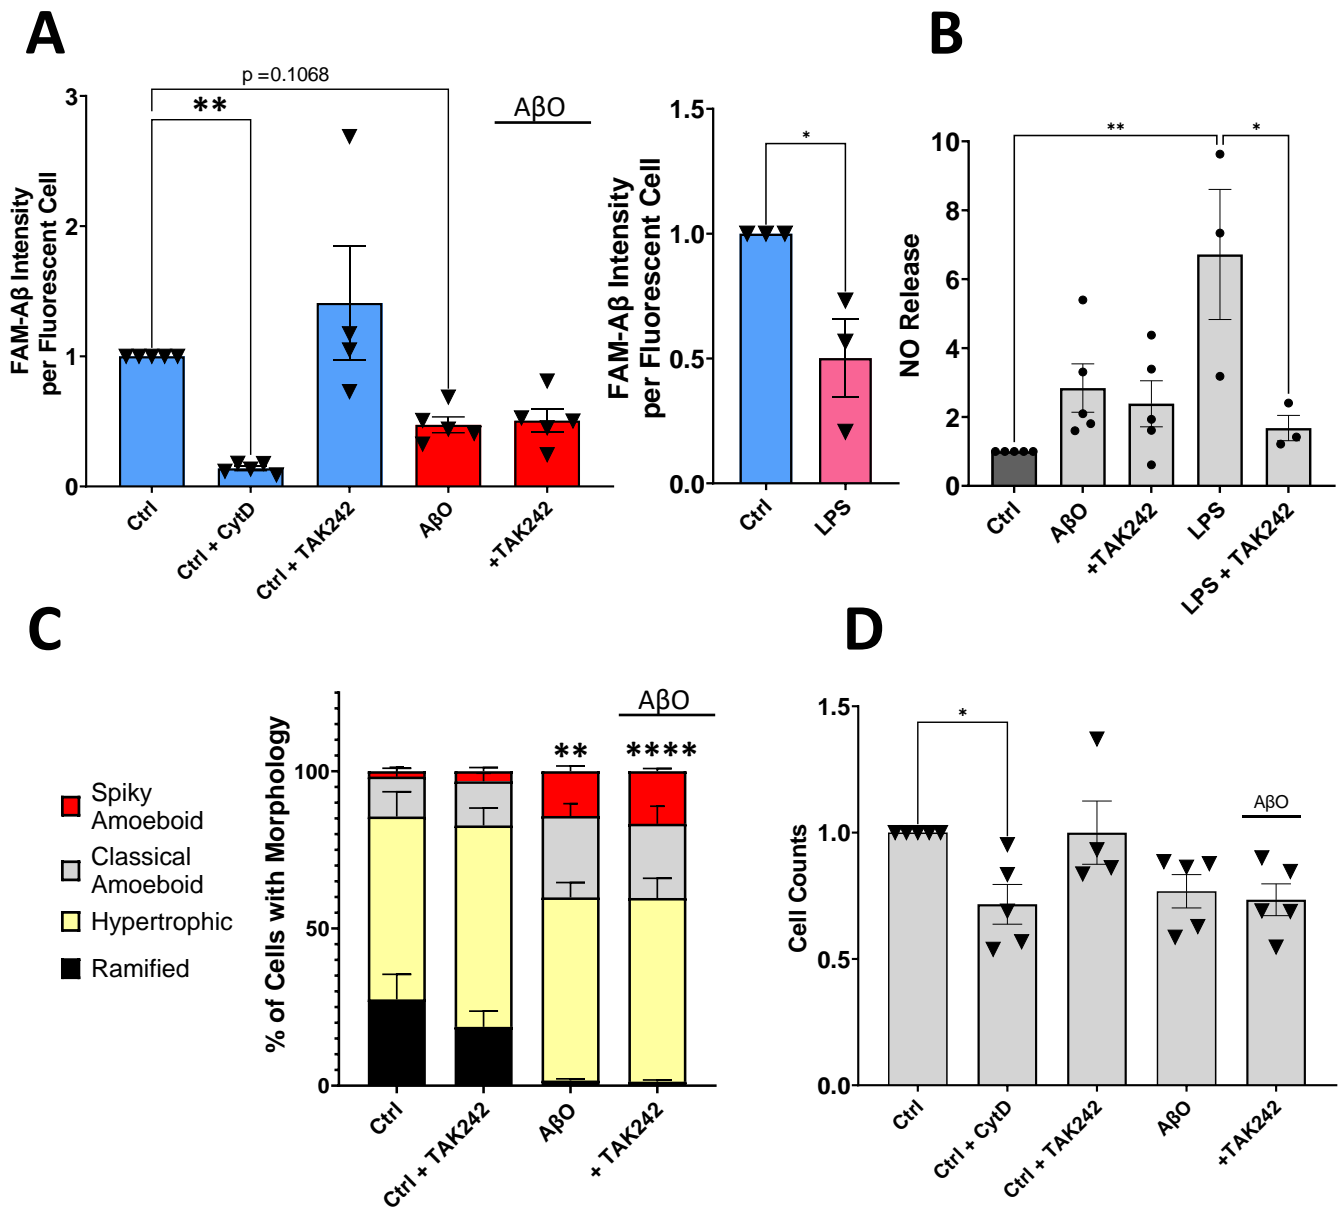 A
p =0.1068
**
AβO
3
2
1
0
FAM-Aβ Intensity
per Fluorescent Cell
Ctrl
Ctrl + CytD
Ctrl + TAK242
AβO
+TAK242
*
1.5
1.0
0.5
0.0
FAM-Aβ Intensity
per Fluorescent Cell
Ctrl
LPS
B
**
*
10
8
6
4
2
0
NO Release
Ctrl
AβO
+TAK242
LPS
LPS + TAK242
C
Spiky
Amoeboid
Classical
Amoeboid
Hypertrophic
Ramified
AβO
**
****
100
50
0
% of Cells with Morphology
Ctrl
Ctrl + TAK242
AβO
+ TAK242
D
*
AβO
1.5
1.0
0.5
0.0
Cell Counts
Ctrl
Ctrl + CytD
Ctrl + TAK242
AβO
+TAK242